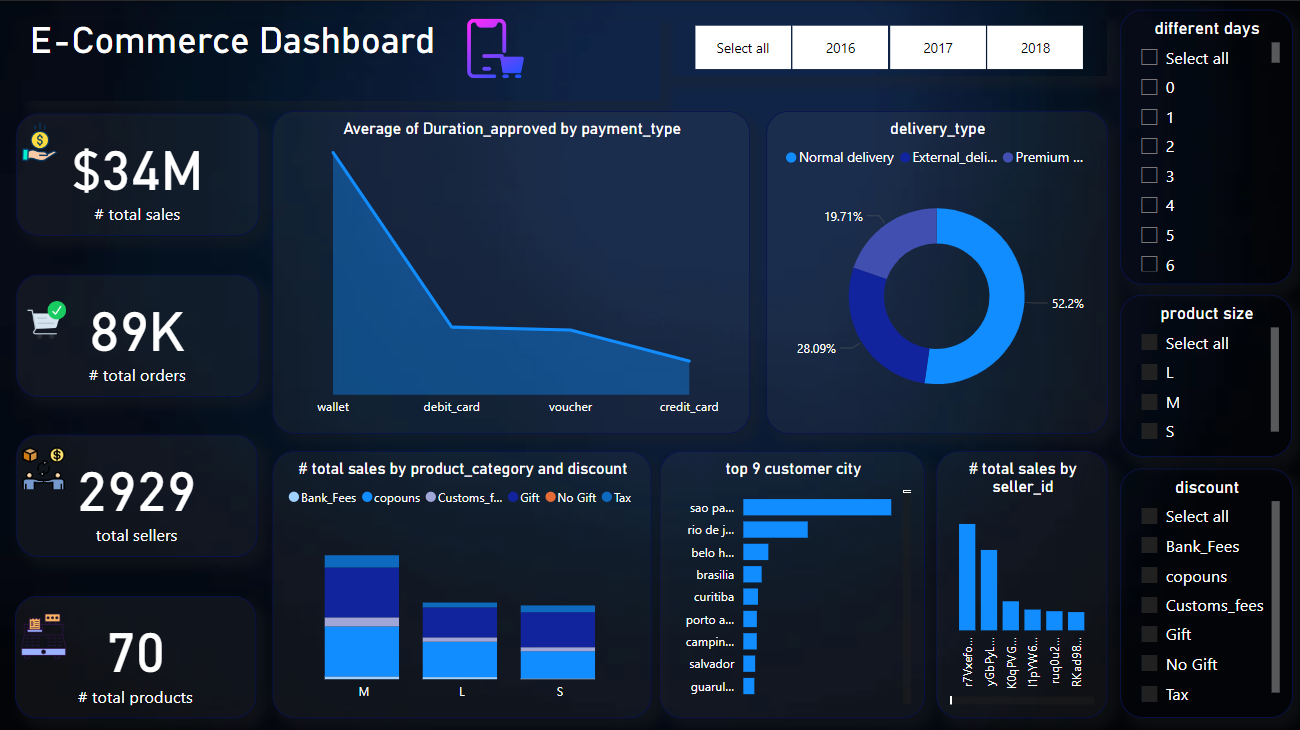 E-Commerce Dashboard
Select all
2016
2017
2018
$34M
# total sales
89K
# total orders
2929
total sellers
70
# total products
Average of Duration_approved by payment_type
wallet
debit_card
voucher
credit_card
delivery_type
Normal delivery
External_deli...
Premium ...
19.71%
52.2%
28.09%
# total sales by product_category and discount
Bank_Fees
copouns
Customs_f...
Gift
No Gift
Tax
M
L
S
top 9 customer city
sao pa...
rio de j...
belo h...
brasilia
curitiba
porto a...
campin...
salvador
guarul...
# total sales by
seller_id
r7Vxefo...
yGbPyL...
K0qPVG...
I1pYW6...
ruq0u2...
RKad98...
different days
Select all
0
1
2
3
4
5
6
product size
Select all
L
M
S
discount
Select all
Bank_Fees
copouns
Customs_fees
Gift
No Gift
Tax